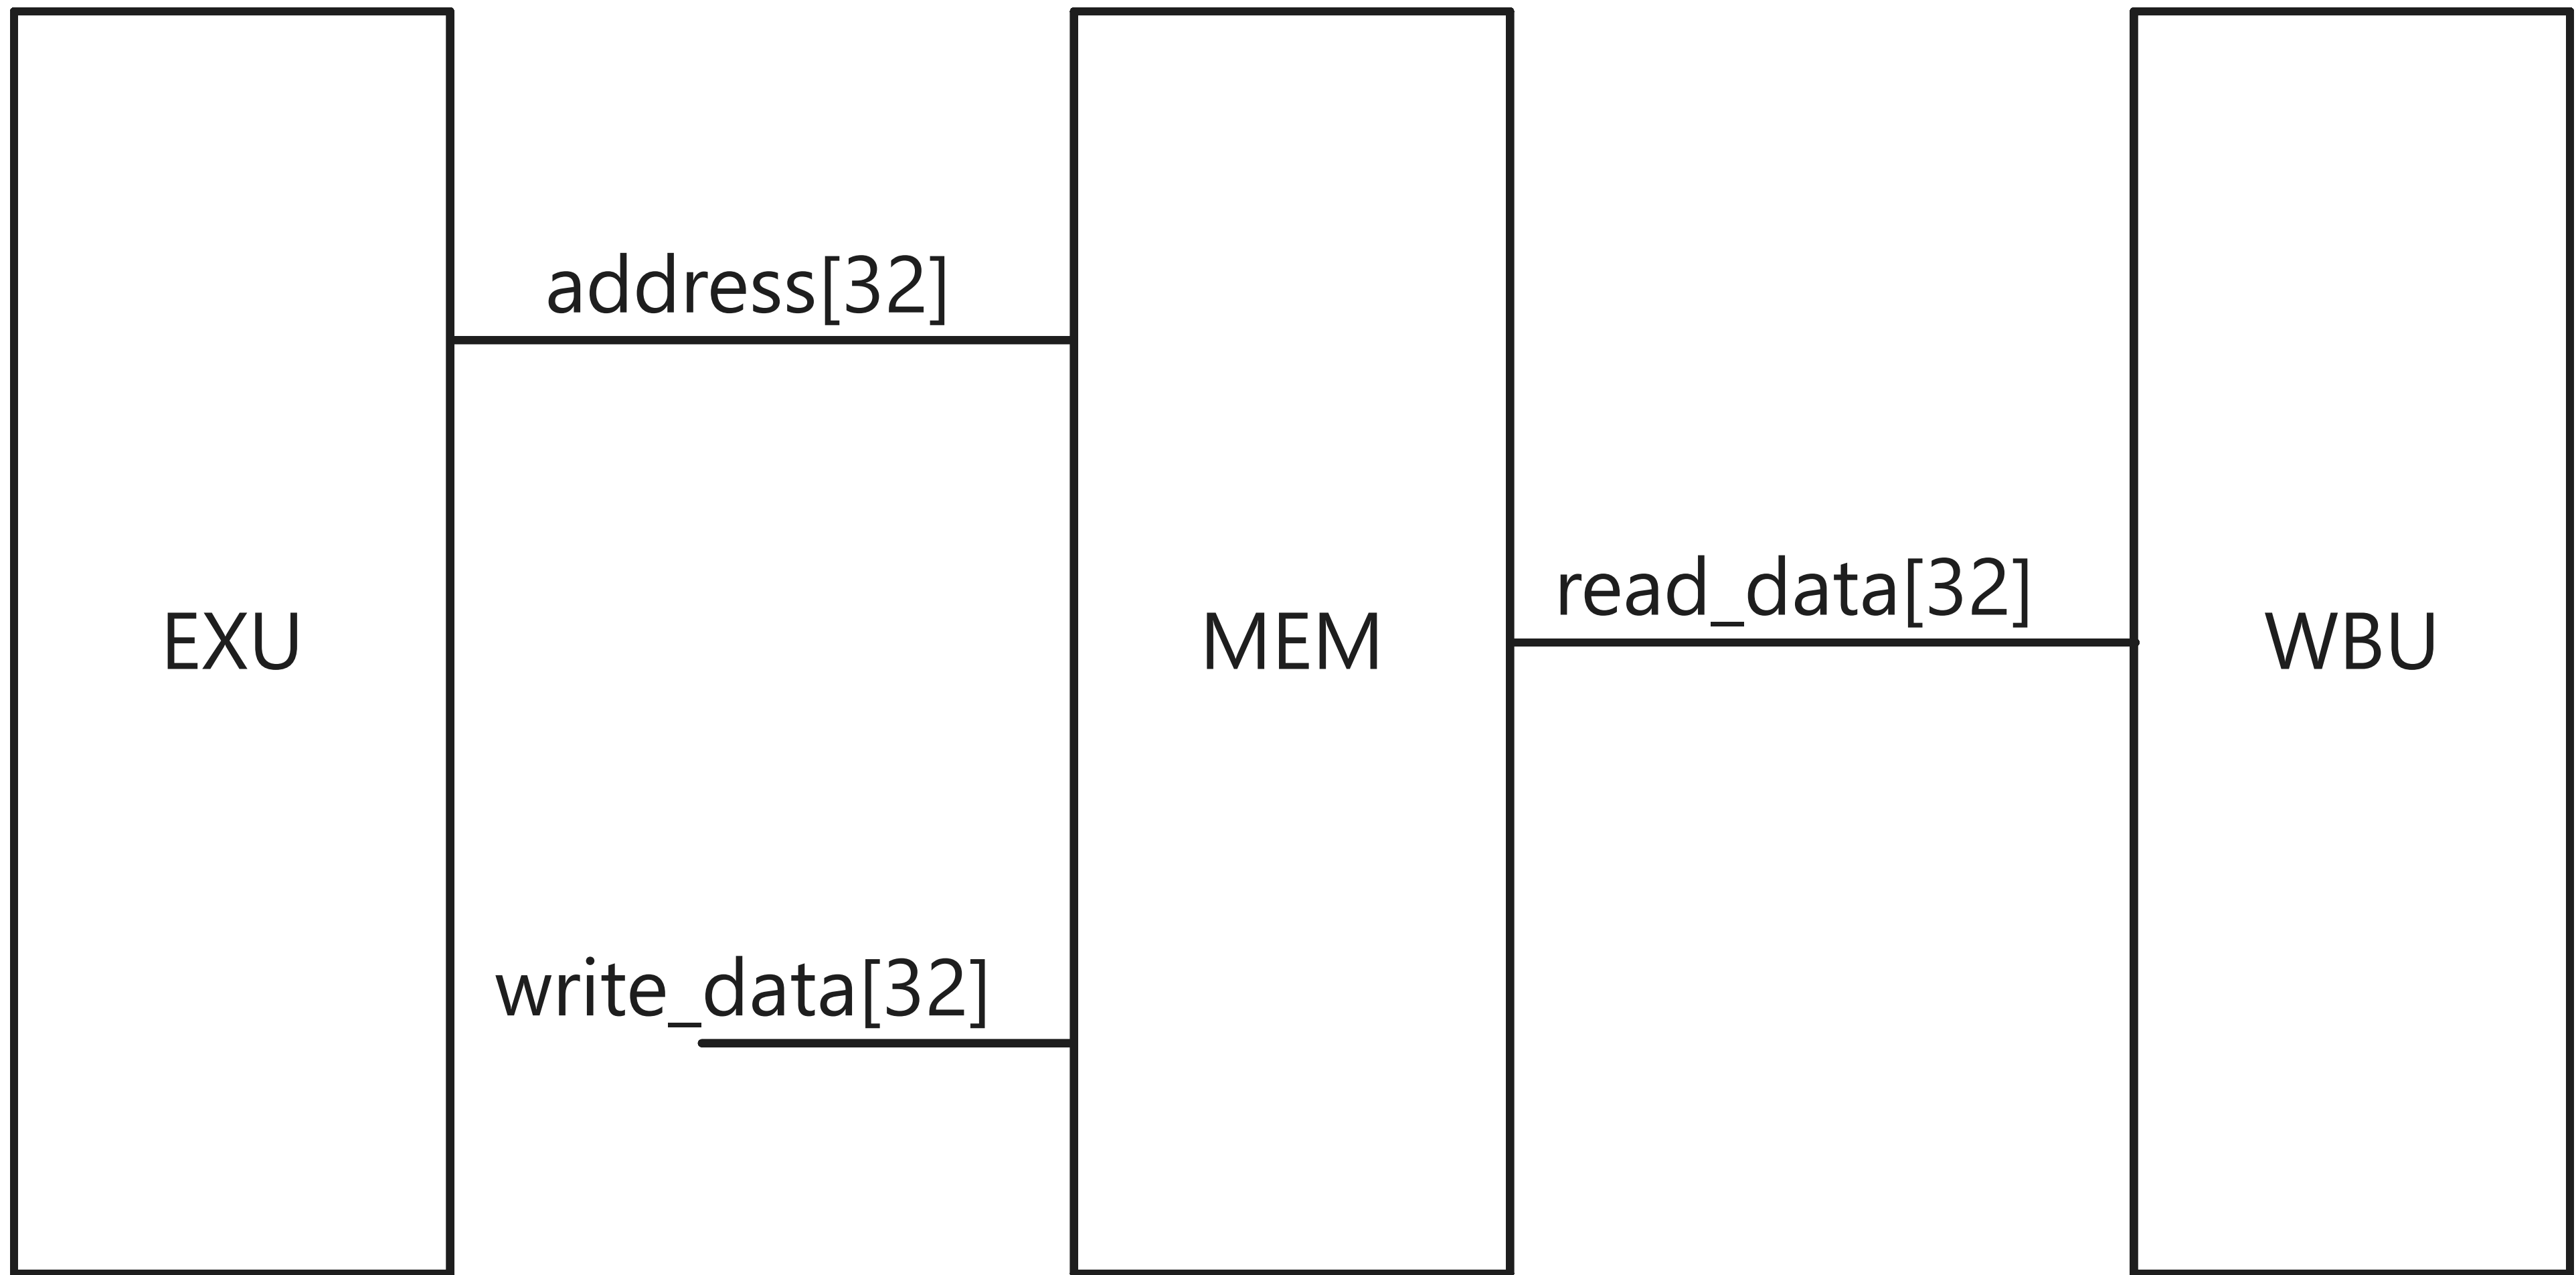 address[32]
EXU
MEM
read_data[32]
WBU
write_data[32]